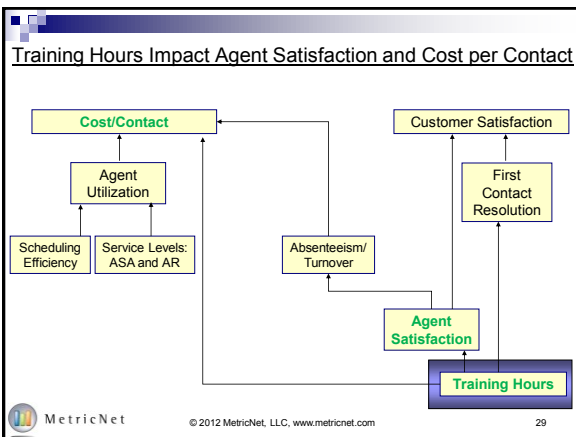 Training Hours Impact Agent Satisfaction and Cost per Contact
Cost/Contact
Customer Satisfaction
Agent
Utilization
First
Contact
Resolution
Scheduling
Efficiency
Service Levels:
ASA and AR
Absenteeism/
Turnover
Agent
Satisfaction
Training Hours
MetricNet
© 2012 MetricNet, LLC, www.metricnet.com
29